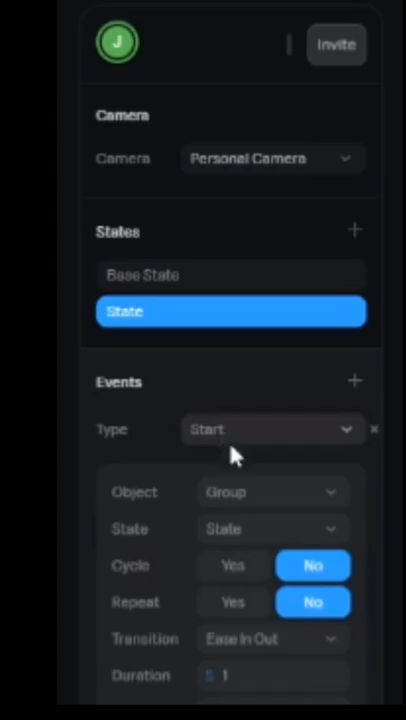 J
Invite
Camera
Camera Personal Camera
States
Base State
State
Events
Type Start
Object Group
State State
Cycle Yes No
Repeat Yes No
Transition Ease In Out
Duration S 1